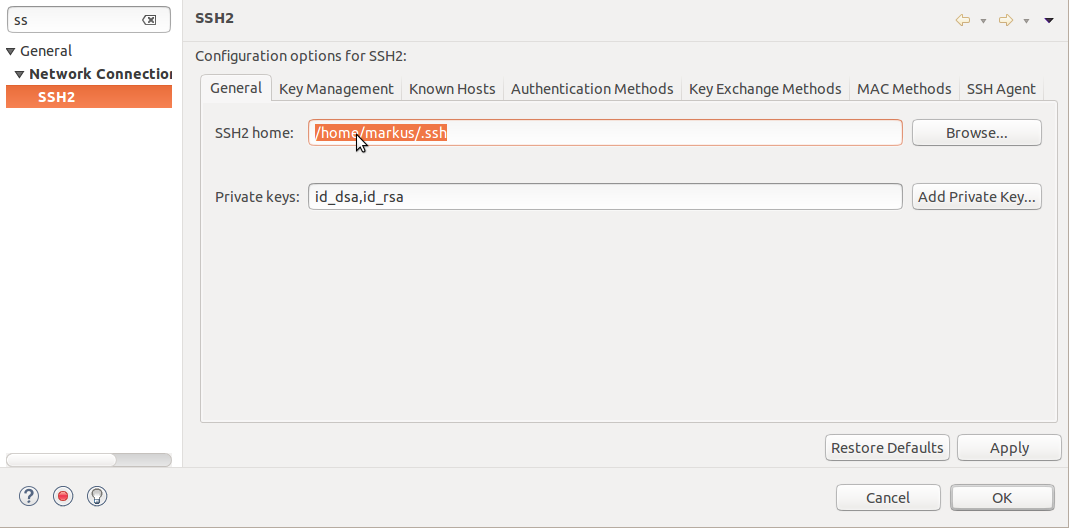 ss
SSH2
General
Configuration options for SSH2:
Network Connection
SSH2
General Key Management Known Hosts Authentication Methods Key Exchange Methods MAC Methods SSH Agent
SSH2 home: /home/markus/.ssh Browse...
Private keys: id_dsa,id_rsa Add Private Key...
Restore Defaults Apply
? Cancel OK